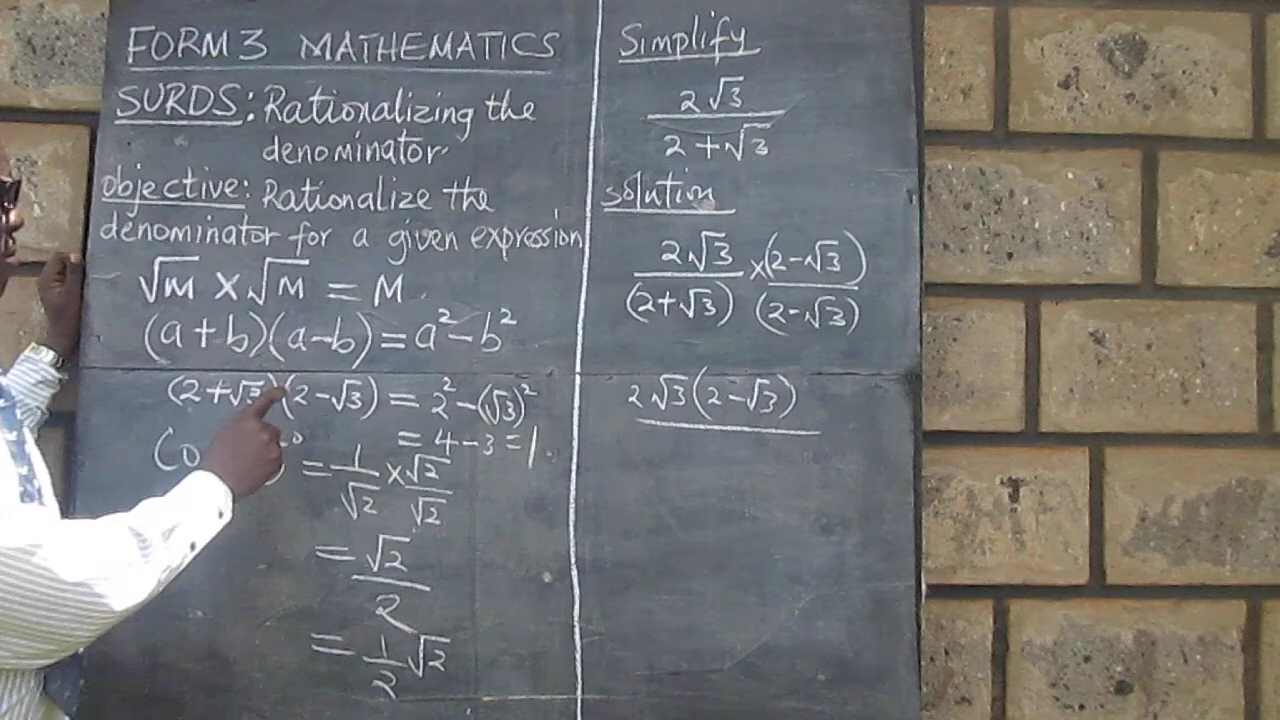 FORM 3 MATHEMATICS
SURDS: Rationalizing the
denominator.
Objective: Rationalize the
denominator for a given expression
√M × √M = M.
(a+b)(a-b) = a² - b²
(2+√3)(2-√3) = 2² - (√3)²
= 4 - 3 = 1.
= 1/√2 × √2/√2
= √2/2
= 1/2 √2
Simplify
2√3
2+√3
solution
2√3/(2+√3) × (2-√3)/(2-√3)
2√3(2-√3)